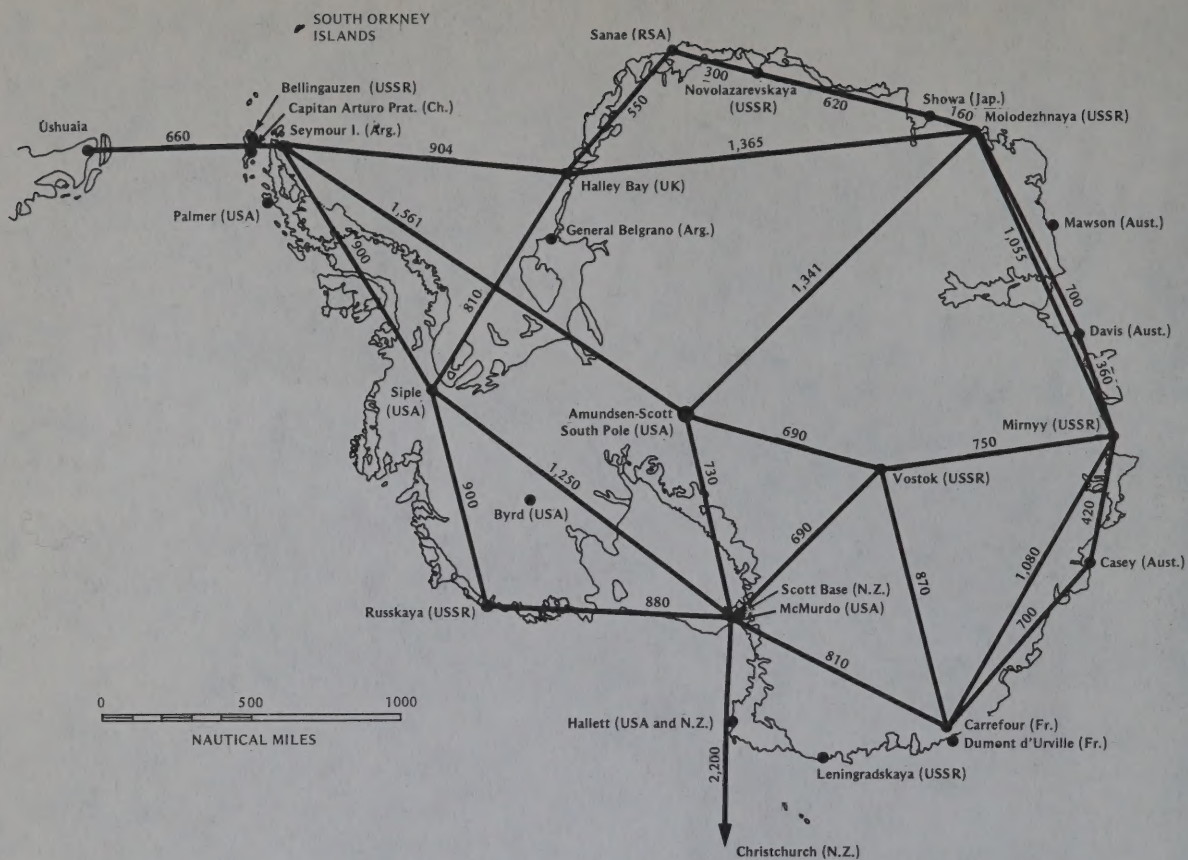 SOUTH ORKNEY
ISLANDS
Sanae (RSA)
300
Novolazarevskaya
(USSR)
620
Showa (Jap.)
160
Molodezhnaya (USSR)
Bellingauzen (USSR)
Capitan Arturo Prat. (Ch.)
Seymour I. (Arg.)
Úshuaia
660
904
550
1,365
Halley Bay (UK)
Palmer (USA)
1,561
General Belgrano (Arg.)
Mawson (Aust.)
900
810
1,341
1,055
700
Davis (Aust.)
360
Siple
(USA)
Amundsen-Scott
South Pole (USA)
690
750
Mirnyy (USSR)
Vostok (USSR)
1,250
730
900
Byrd (USA)
690
870
1,080
420
Casey (Aust.)
700
Russkaya (USSR)
880
Scott Base (N.Z.)
McMurdo (USA)
810
0
500
1000
NAUTICAL MILES
Hallett (USA and N.Z.)
2,200
Carrefour (Fr.)
Dumont d'Urville (Fr.)
Leningradskaya (USSR)
Christchurch (N.Z.)